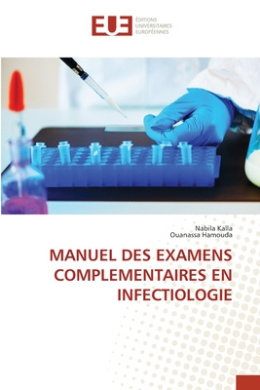 EUE
ÉDITIONS
UNIVERSITAIRES
EUROPÉENNES
Nabila Kalla
Ouanassa Hamouda
MANUEL DES EXAMENS
COMPLEMENTAIRES EN
INFECTIOLOGIE